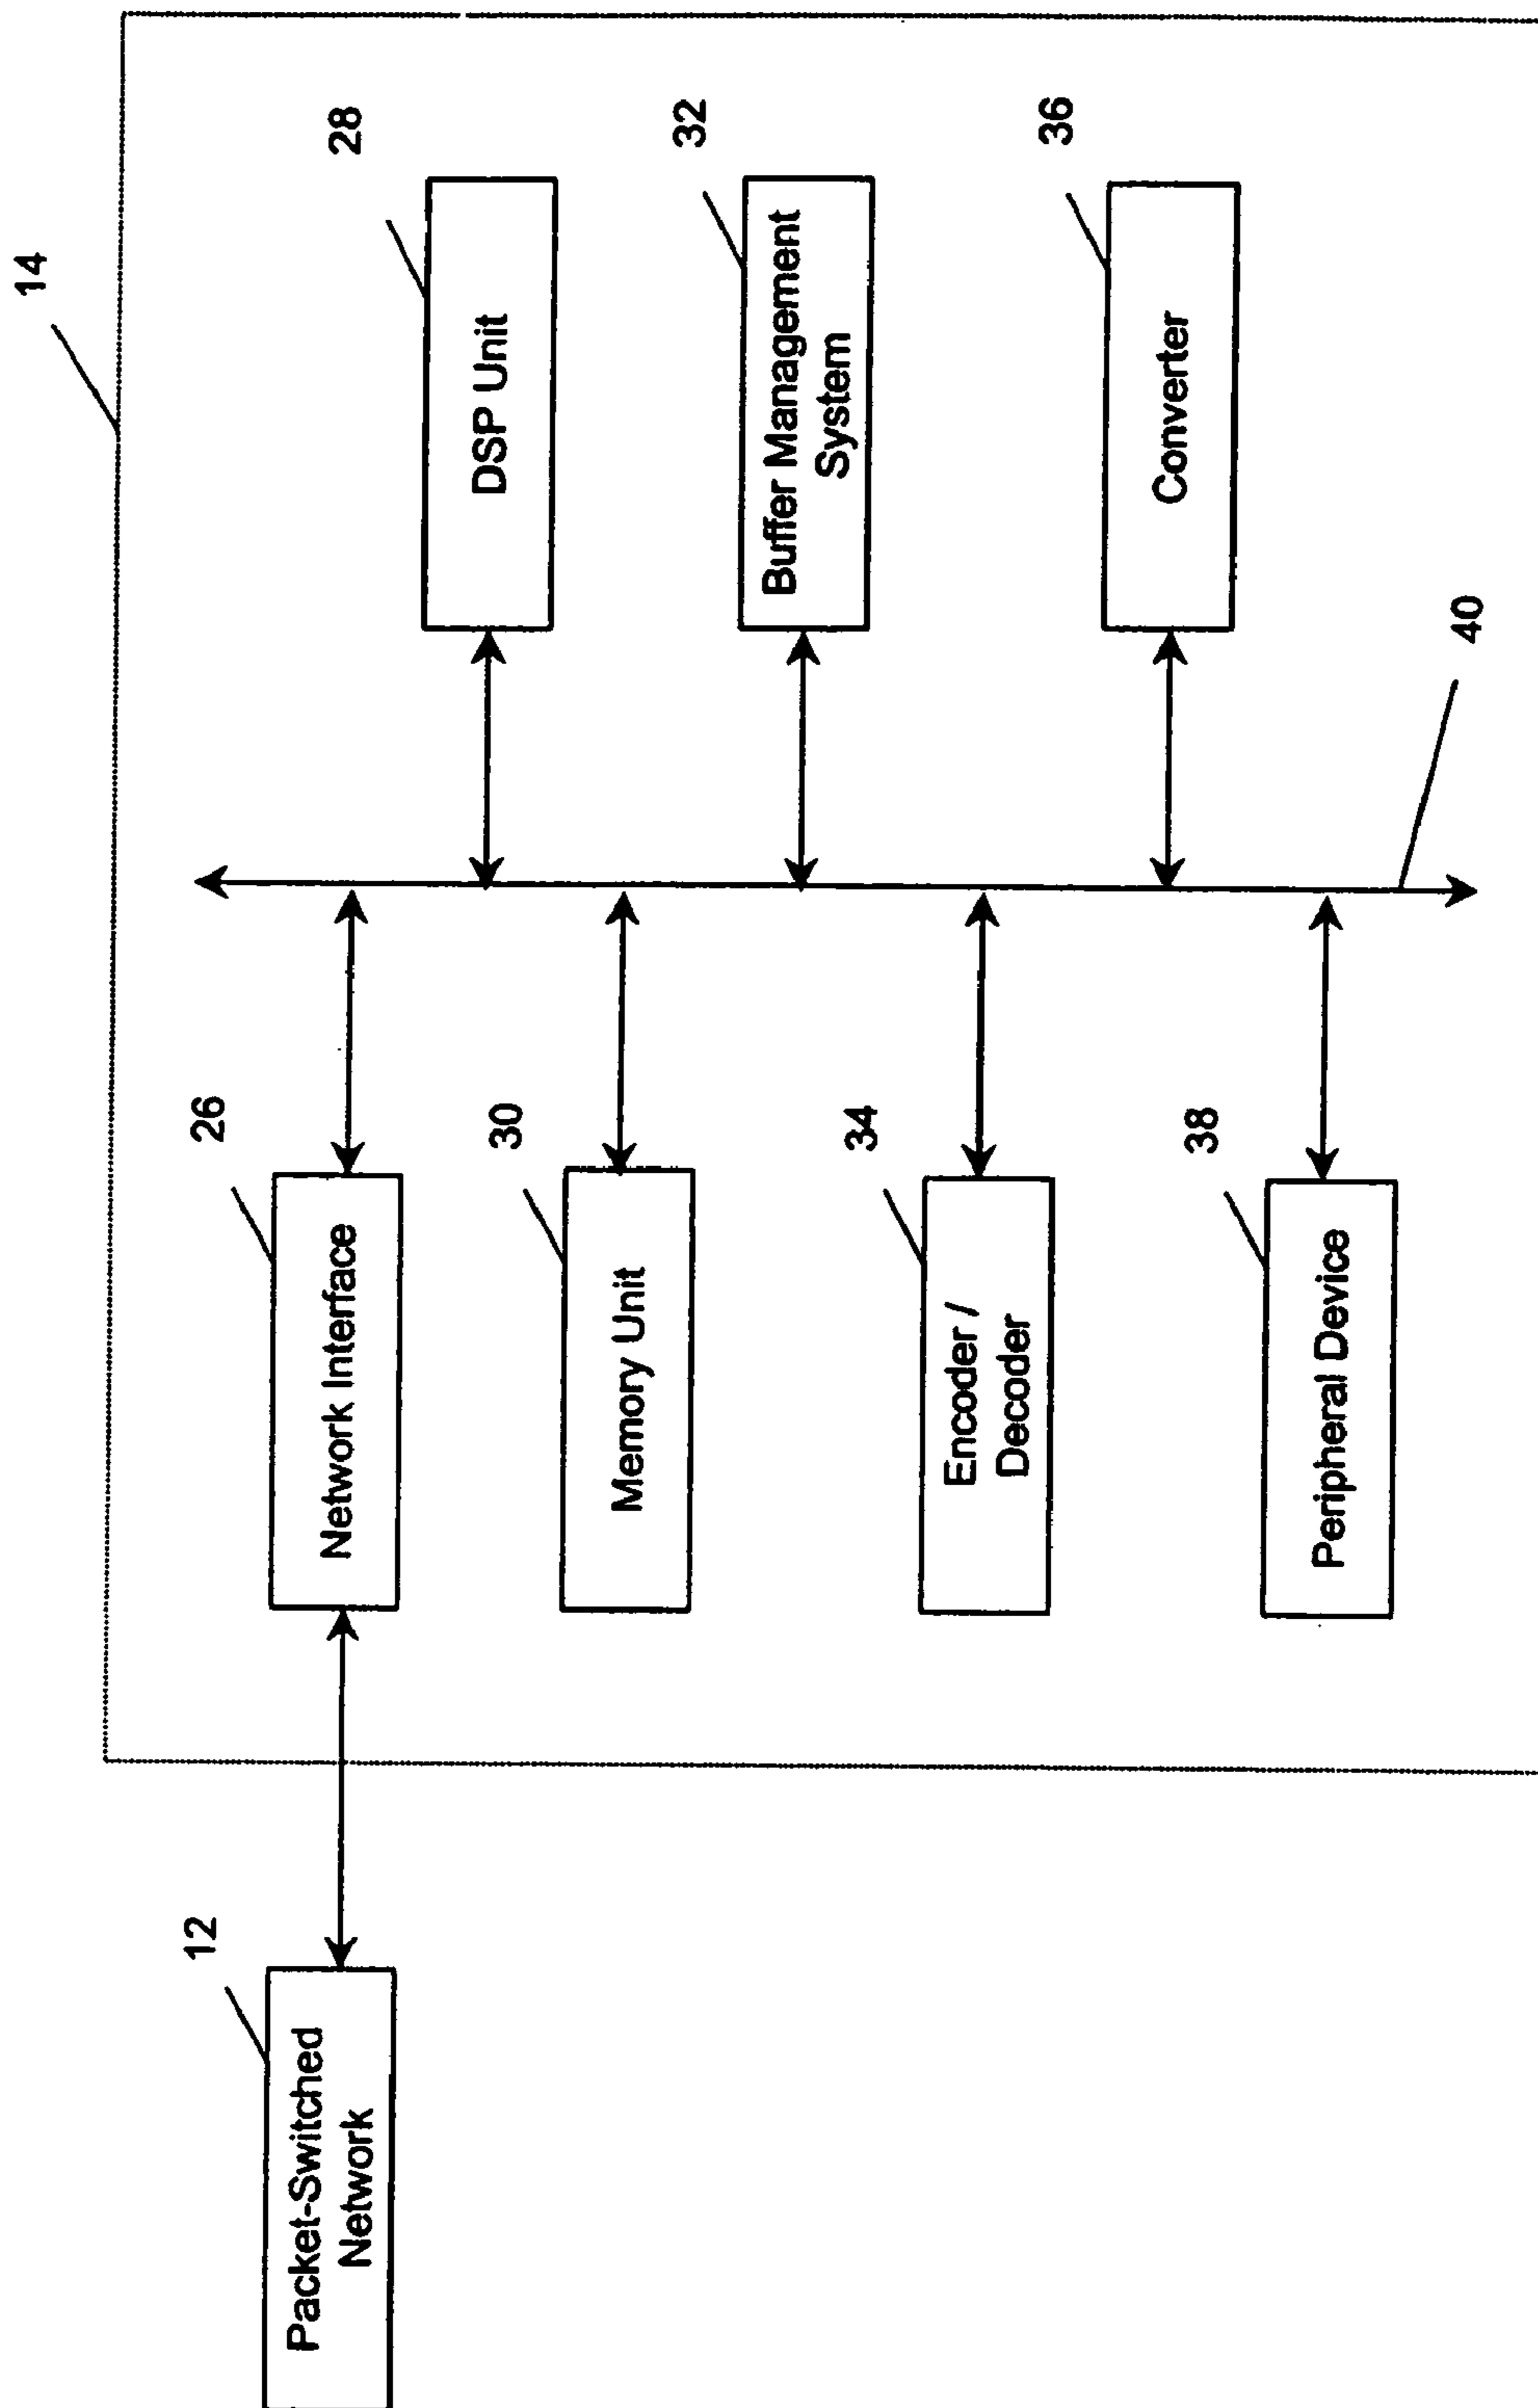 14
12
Packet-Switched
Network
26
Network Interface
28
DSP Unit
30
Memory Unit
32
Buffer Management
System
34
Encoder /
Decoder
36
Converter
38
Peripheral Device
40